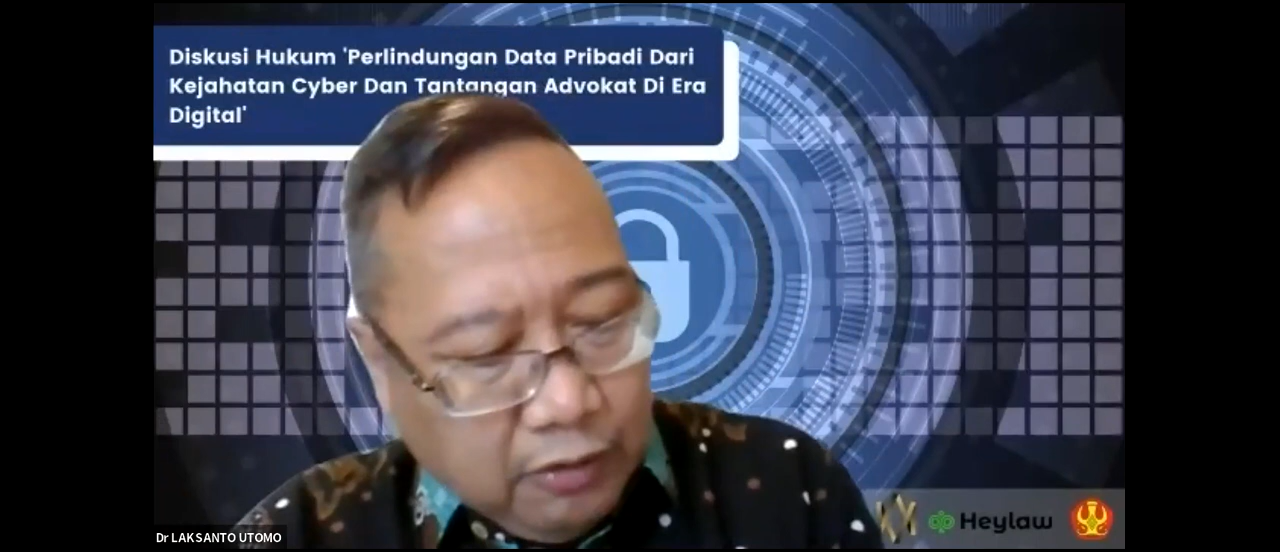 Diskusi Hukum 'Perlindungan Data Pribadi Dari
Kejahatan Cyber Dan Tantangan Advokat Di Era
Digital'
Heylaw
Dr LAKSANTO UTOMO